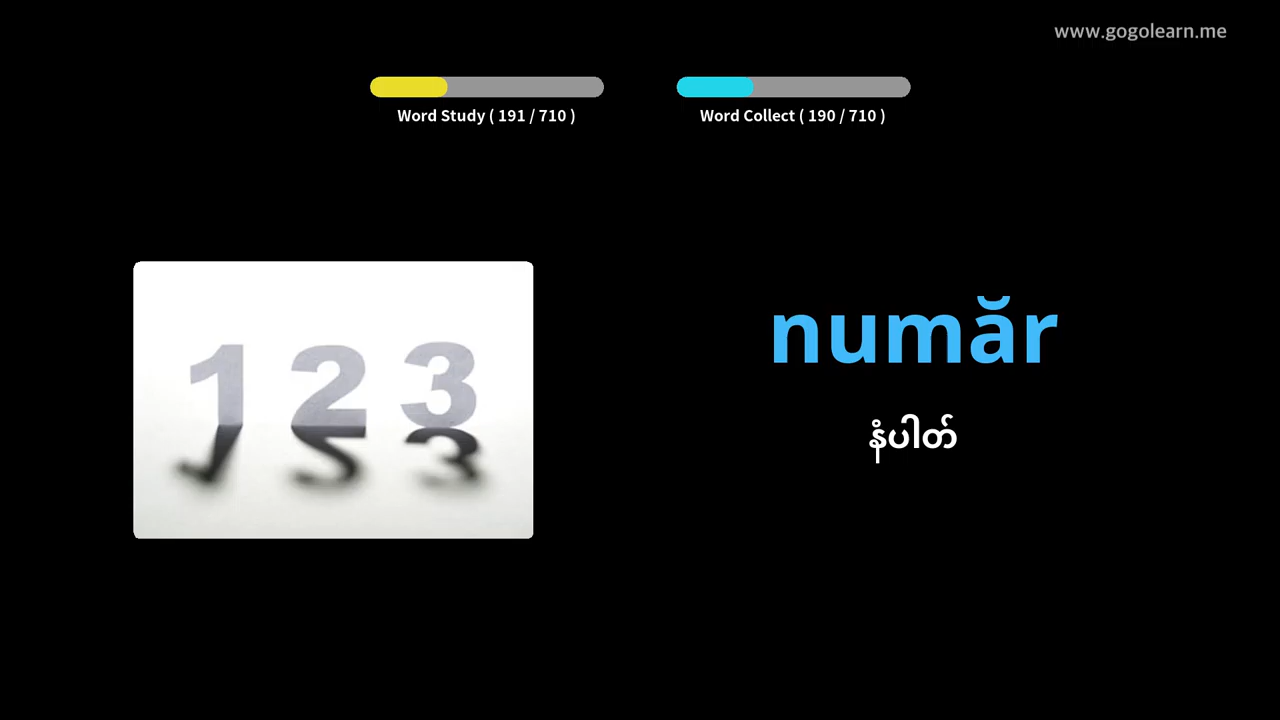 www.gogolearn.me
Word Study ( 191 / 710 )
Word Collect ( 190 / 710 )
1 2 3
număr
နံပါတ်